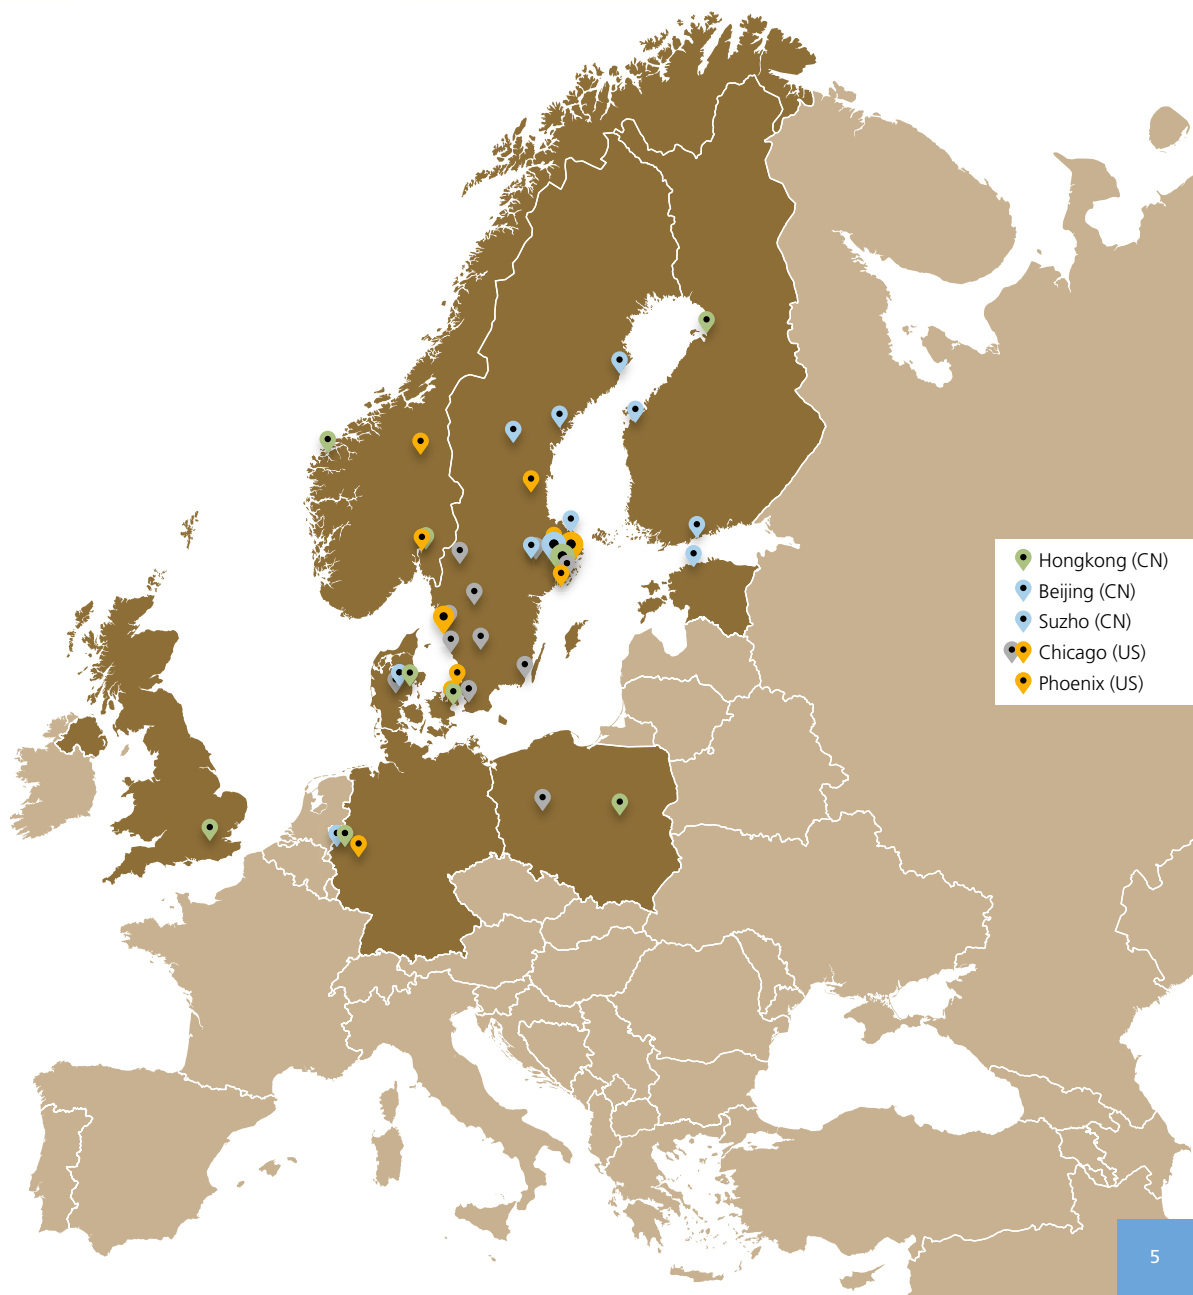 Hongkong (CN)
Beijing (CN)
Suzho (CN)
Chicago (US)
Phoenix (US)
5